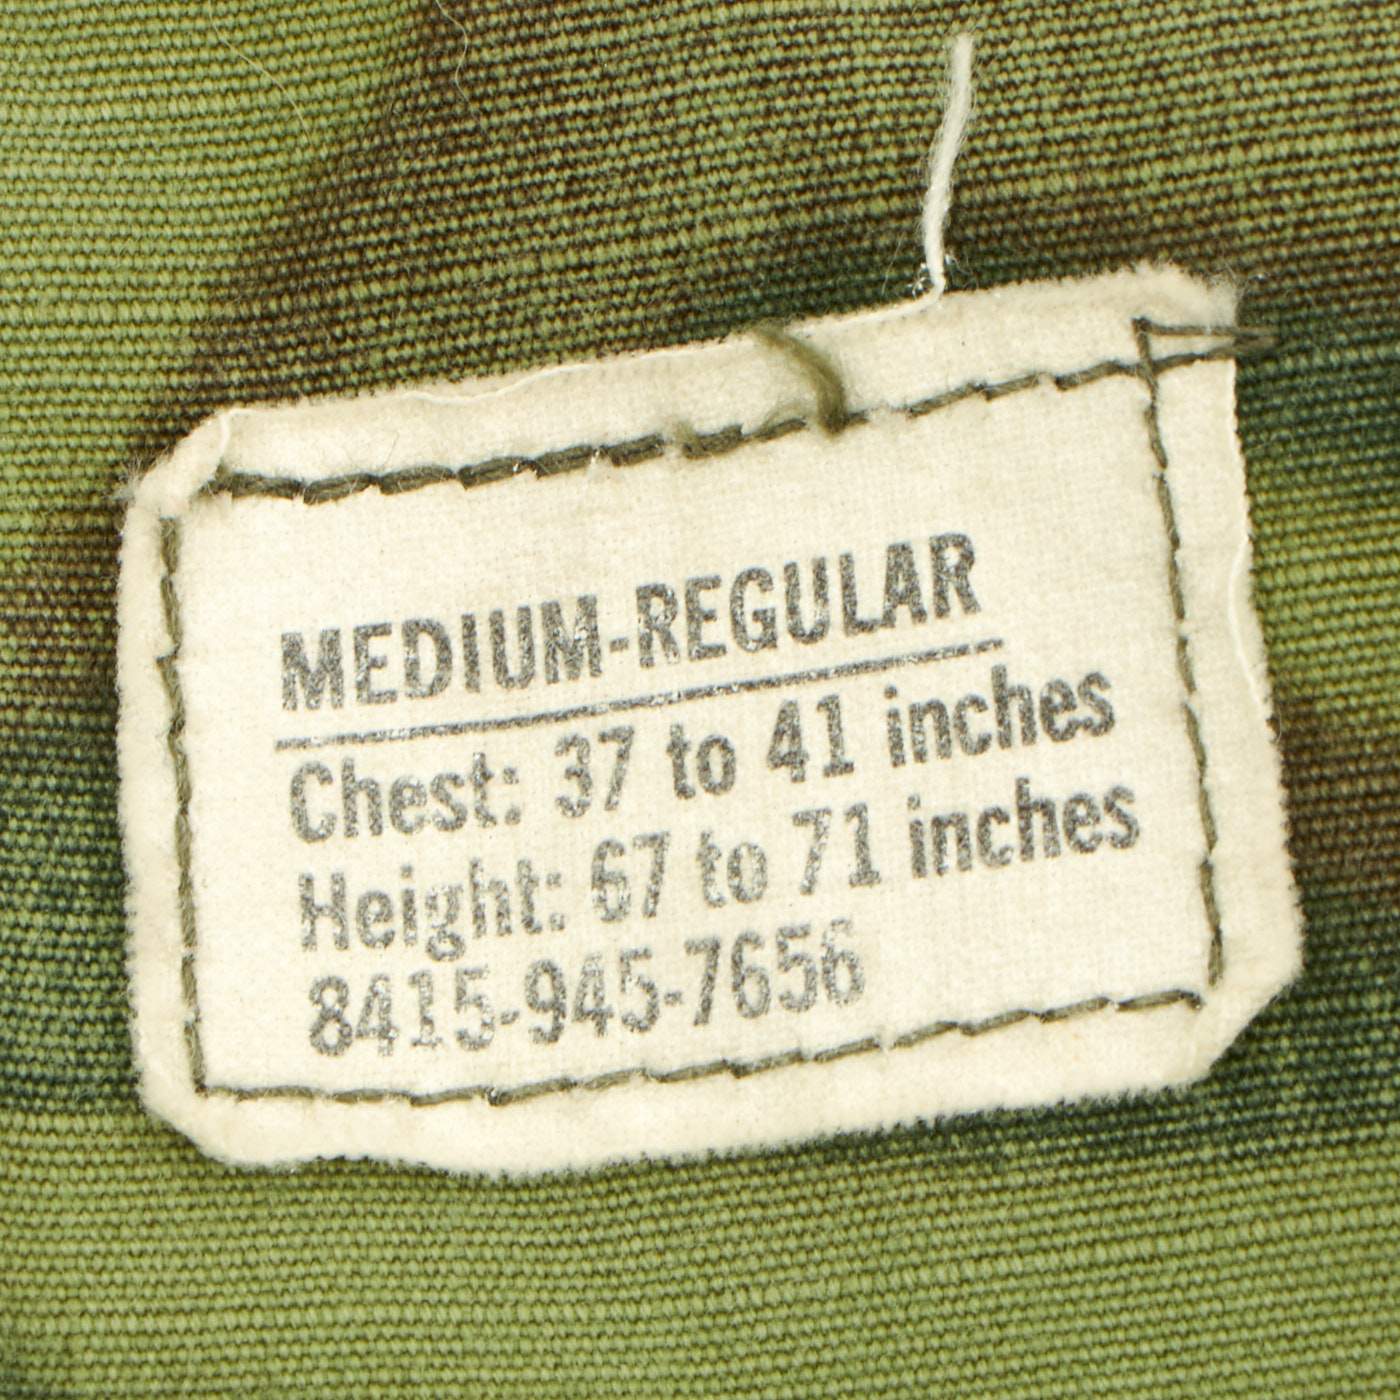 MEDIUM-REGULAR
Chest: 37 to 41 inches
Height: 67 to 71 inches
8415-945-7656